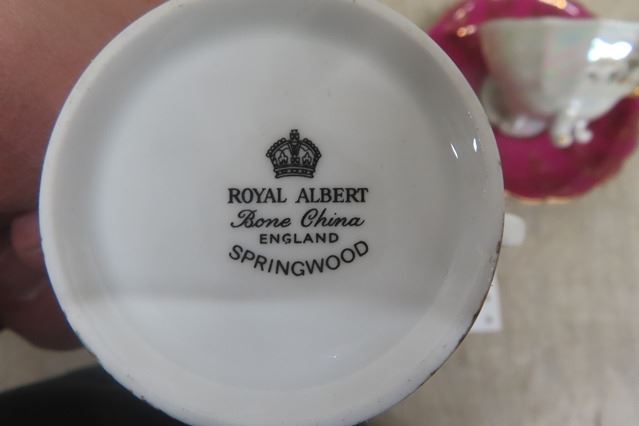 ROYAL ALBERT
Bone China
ENGLAND
SPRINGWOOD